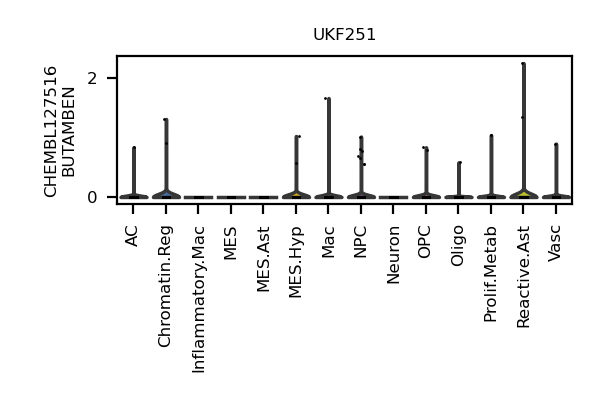 UKF251
CHEMBL127516
BUTAMBEN
2
0
AC
Chromatin.Reg
Inflammatory.Mac
MES
MES.Ast
MES.Hyp
Mac
NPC
Neuron
OPC
Oligo
Prolif.Metab
Reactive.Ast
Vasc